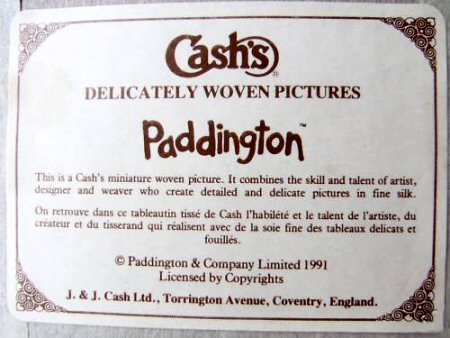 Cash's®
DELICATELY WOVEN PICTURES
Paddington™
This is a Cash's miniature woven picture. It combines the skill and talent of artist,
designer and weaver who create detailed and delicate pictures in fine silk.
On retrouve dans ce tableautin tissé de Cash l'habilété et le talent de l'artiste, du
créateur et du tisserand qui réalisent avec de la soie fine des tableaux delicats et
fouillés.
© Paddington & Company Limited 1991
Licensed by Copyrights
J. & J. Cash Ltd., Torrington Avenue, Coventry, England.